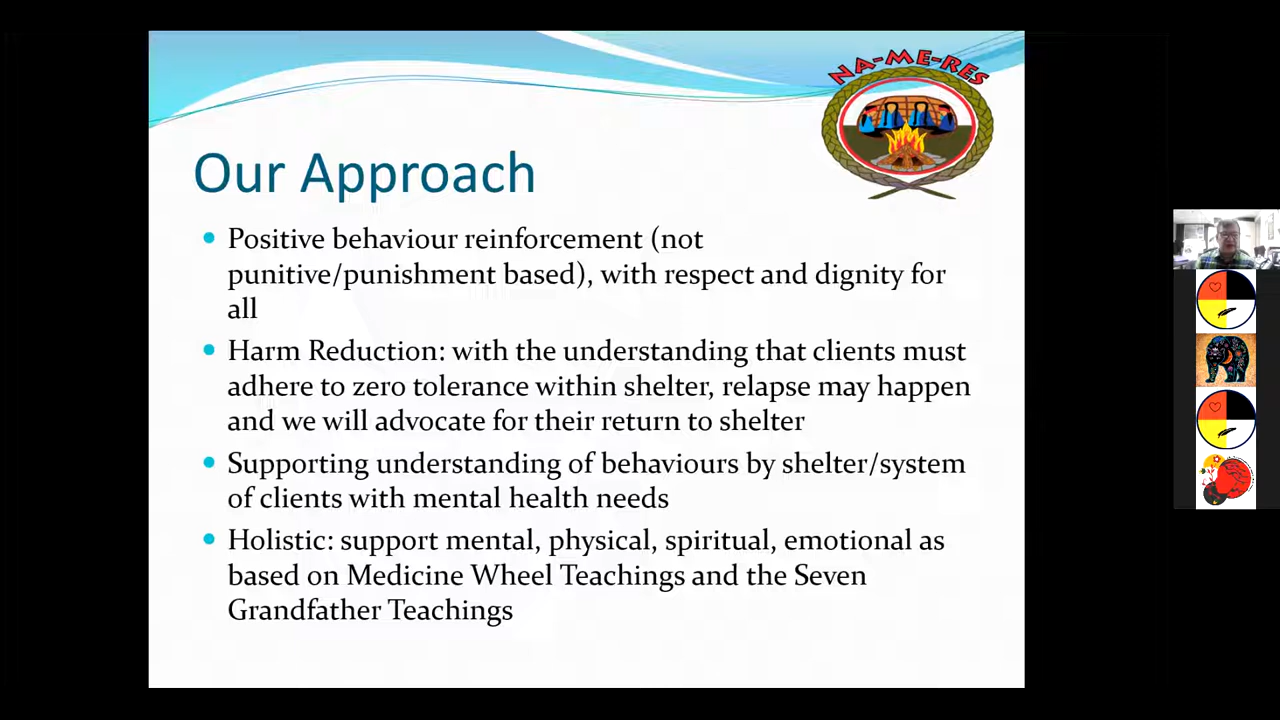 NA-ME-RES
Our Approach
• Positive behaviour reinforcement (not
punitive/punishment based), with respect and dignity for
all
• Harm Reduction: with the understanding that clients must
adhere to zero tolerance within shelter, relapse may happen
and we will advocate for their return to shelter
• Supporting understanding of behaviours by shelter/system
of clients with mental health needs
• Holistic: support mental, physical, spiritual, emotional as
based on Medicine Wheel Teachings and the Seven
Grandfather Teachings